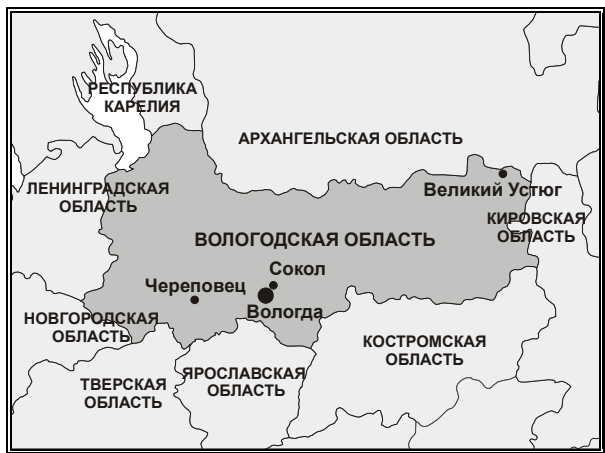 РЕСПУБЛИКА
КАРЕЛИЯ
АРХАНГЕЛЬСКАЯ ОБЛАСТЬ
ЛЕНИНГРАДСКАЯ
ОБЛАСТЬ
Великий Устюг
КИРОВСКАЯ
ОБЛАСТЬ
ВОЛОГОДСКАЯ ОБЛАСТЬ
Сокол
Череповец
Вологда
НОВГОРОДСКАЯ
ОБЛАСТЬ
КОСТРОМСКАЯ
ОБЛАСТЬ
ТВЕРСКАЯ
ОБЛАСТЬ
ЯРОСЛАВСКАЯ
ОБЛАСТЬ